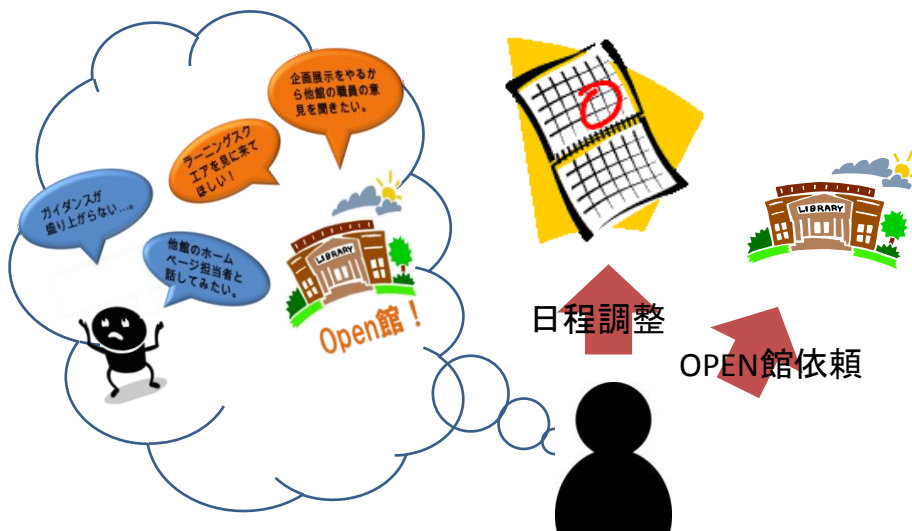 企画展示をやるか
ら他館の職員の意
見を聞きたい。
ラーニングスク
エアを見に来て
ほしい！
ガイダンスが
盛り上がらない…。
他館のホーム
ページ担当者と
話してみたい。
LIBRARY
Open館！
日程調整
LIBRARY
OPEN館依頼